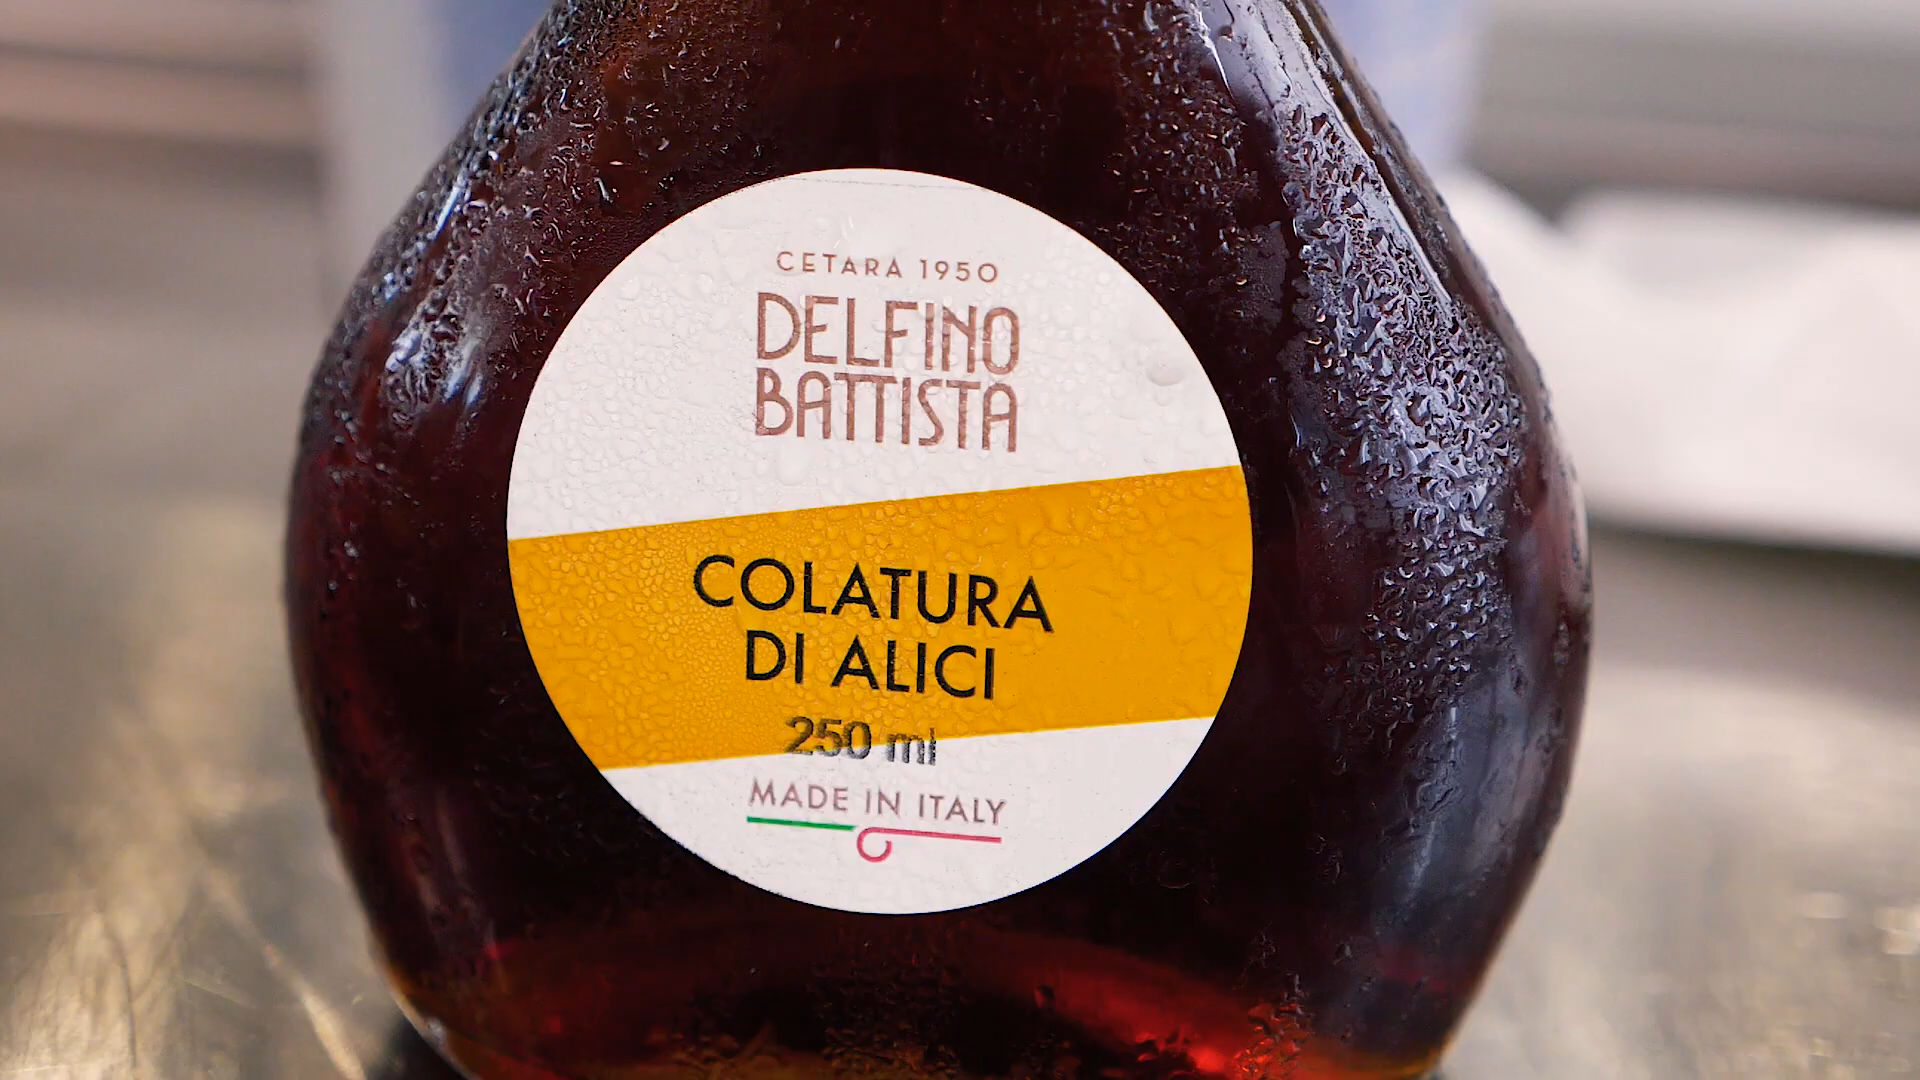 CETARA 1950
DELFINO
BATTISTA
COLATURA
DI ALICI
250 ml
MADE IN ITALY